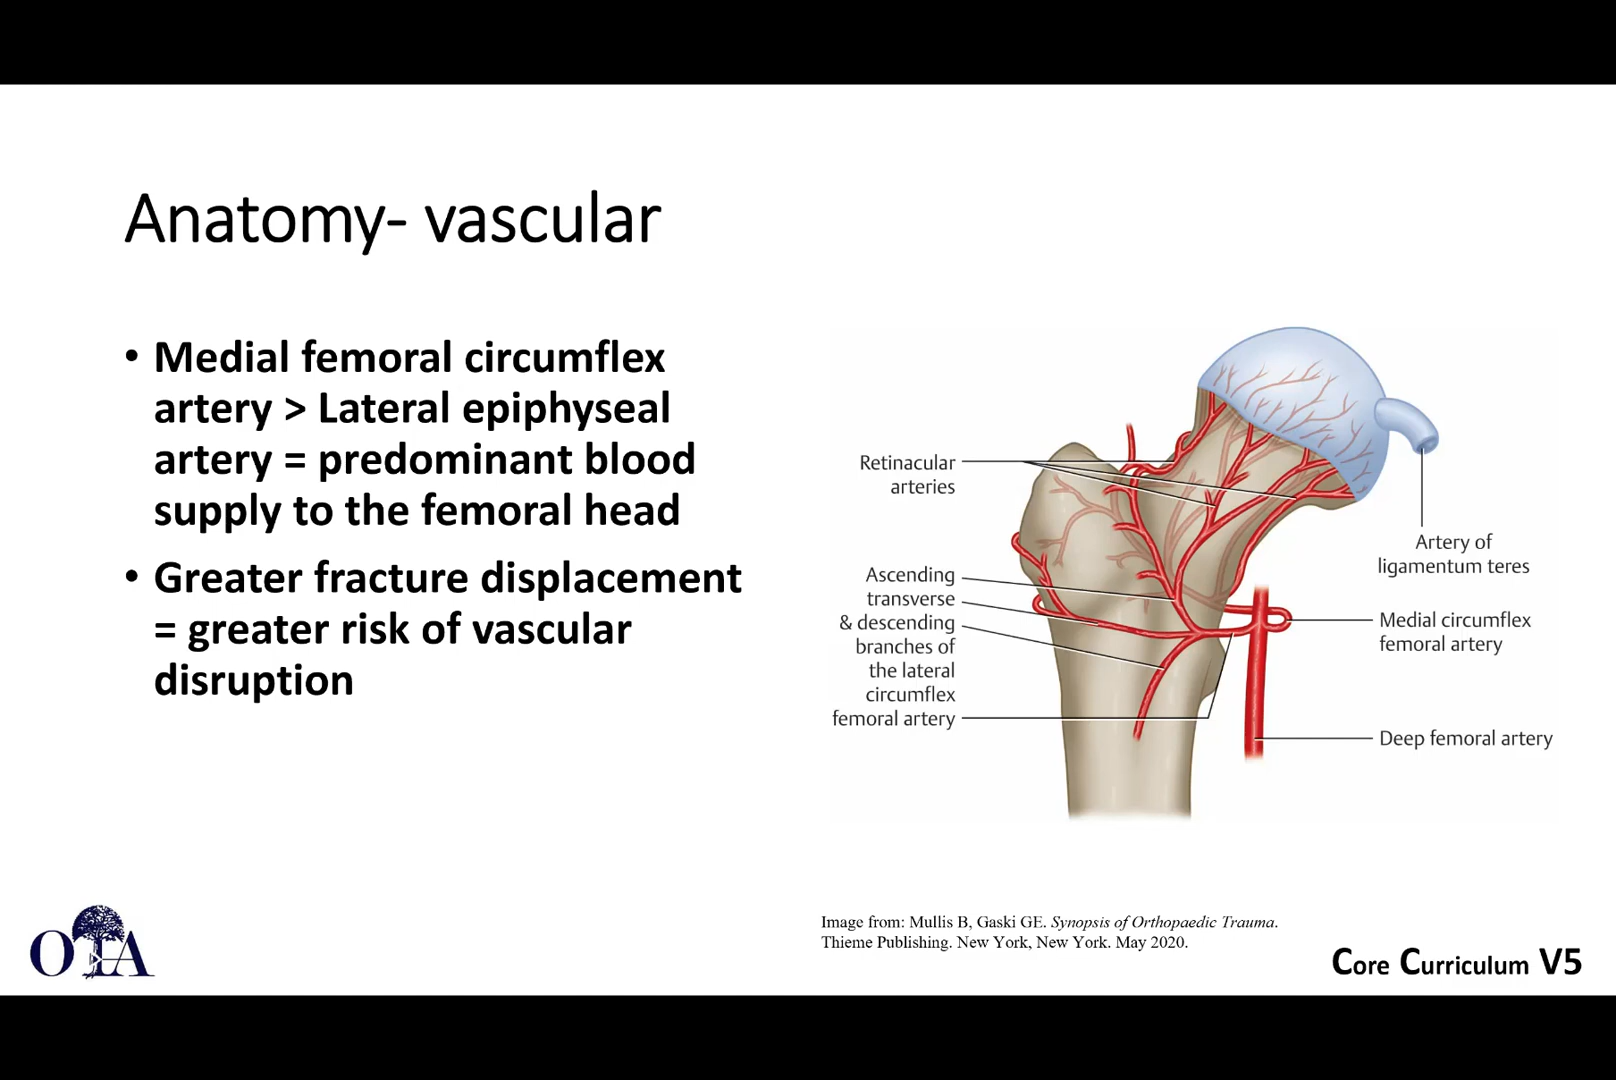 Anatomy- vascular
• Medial femoral circumflex
artery > Lateral epiphyseal
artery = predominant blood
supply to the femoral head
• Greater fracture displacement
= greater risk of vascular
disruption
Retinacular
arteries
Ascending
transverse
& descending
branches of
the lateral
circumflex
femoral artery
Artery of
ligamentum teres
Medial circumflex
femoral artery
Deep femoral artery
Image from: Mullis B, Gaski GE. Synopsis of Orthopaedic Trauma.
Thieme Publishing. New York, New York. May 2020.
OTA
Core Curriculum V5